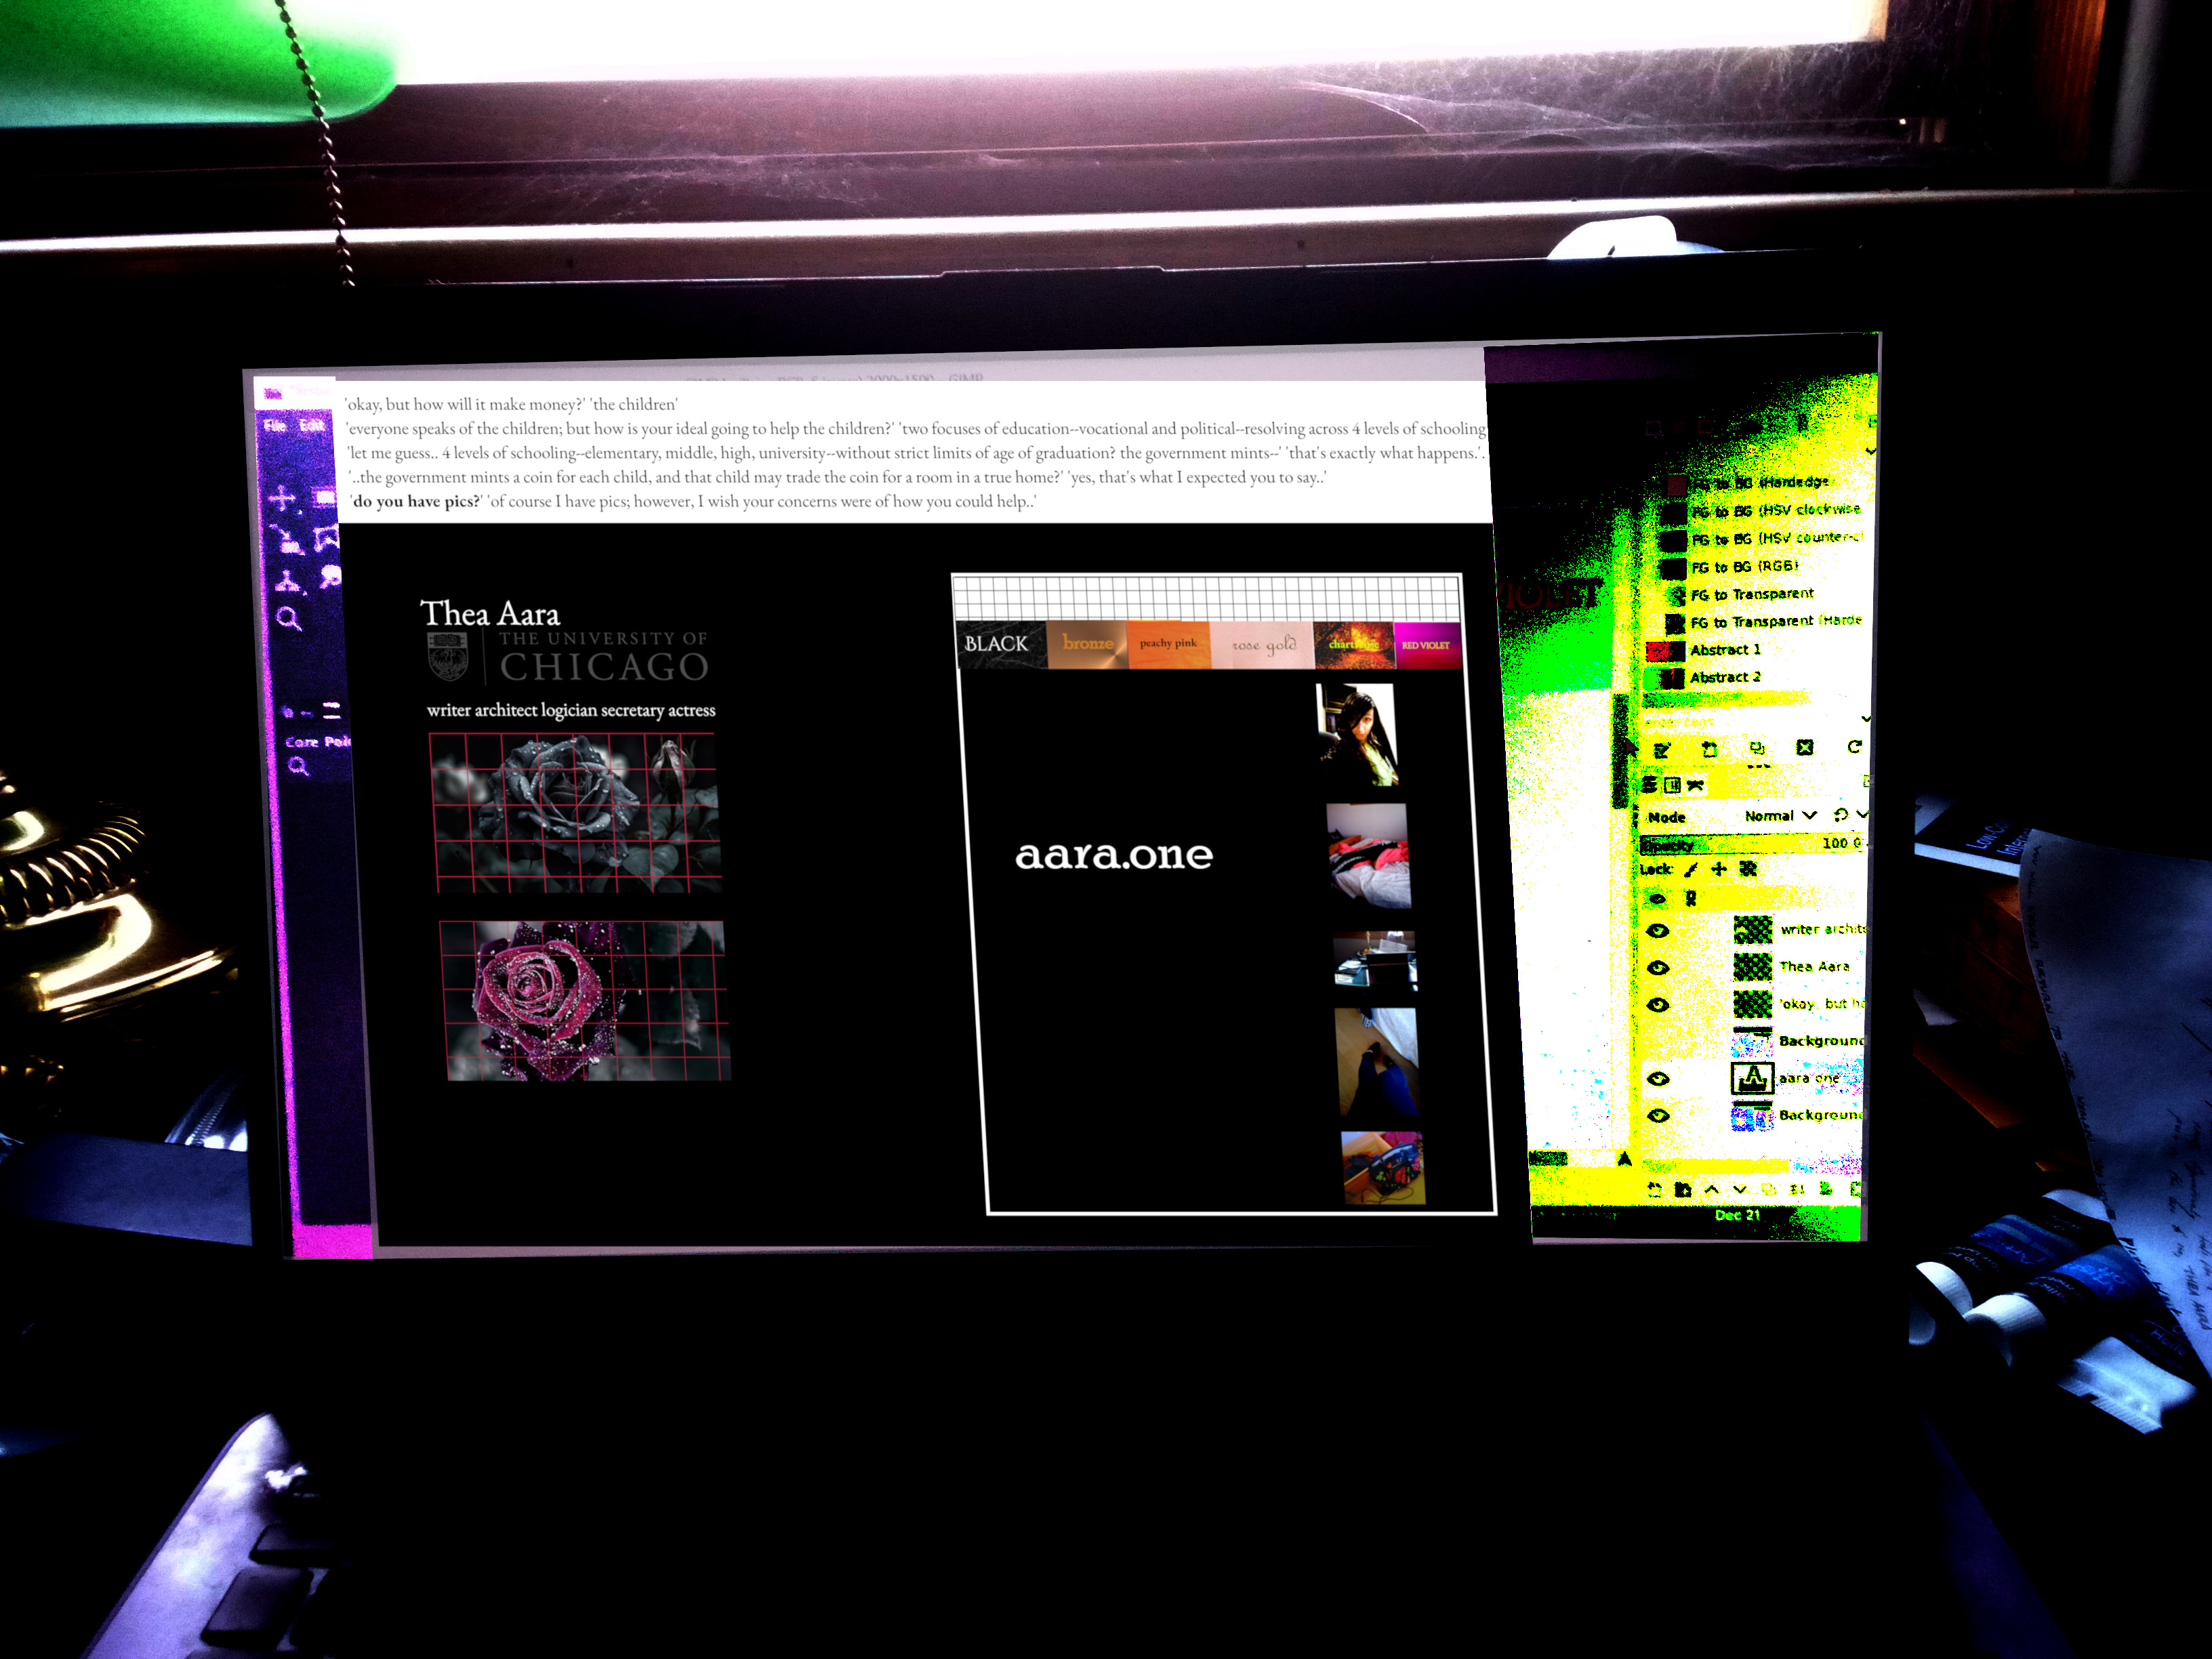 'okay, but how will it make money?' 'the children'
'everyone speaks of the children; but how is your ideal going to help the children?' 'two focuses of education--vocational and political--resolving across 4 levels of schooling
'let me guess.. 4 levels of schooling--elementary, middle, high, university--without strict limits of age of graduation? the government mints--' 'that's exactly what happens.'.
'..the government mints a coin for each child, and that child may trade the coin for a room in a true home?' 'yes, that's what I expected you to say..'
'do you have pics?' 'of course I have pics; however, I wish your concerns were of how you could help..'
File Edit
Thea Aara
THE UNIVERSITY OF
CHICAGO
writer architect logician secretary actress
BLACK bronze peachy pink rose gold RED VIOLET
aara.one
VIOLET
FG to BG (Hardedge
FG to BG (HSV clockwise
FG to BG (HSV counter-cl
FG to BG (RGB)
FG to Transparent
FG to Transparent (Harde
Abstract 1
Abstract 2
Mode Normal
Opacity 100.0
Lock
writer archite
Thea Aara
'okay, but ho
Background
aara one
Background
Dec 21